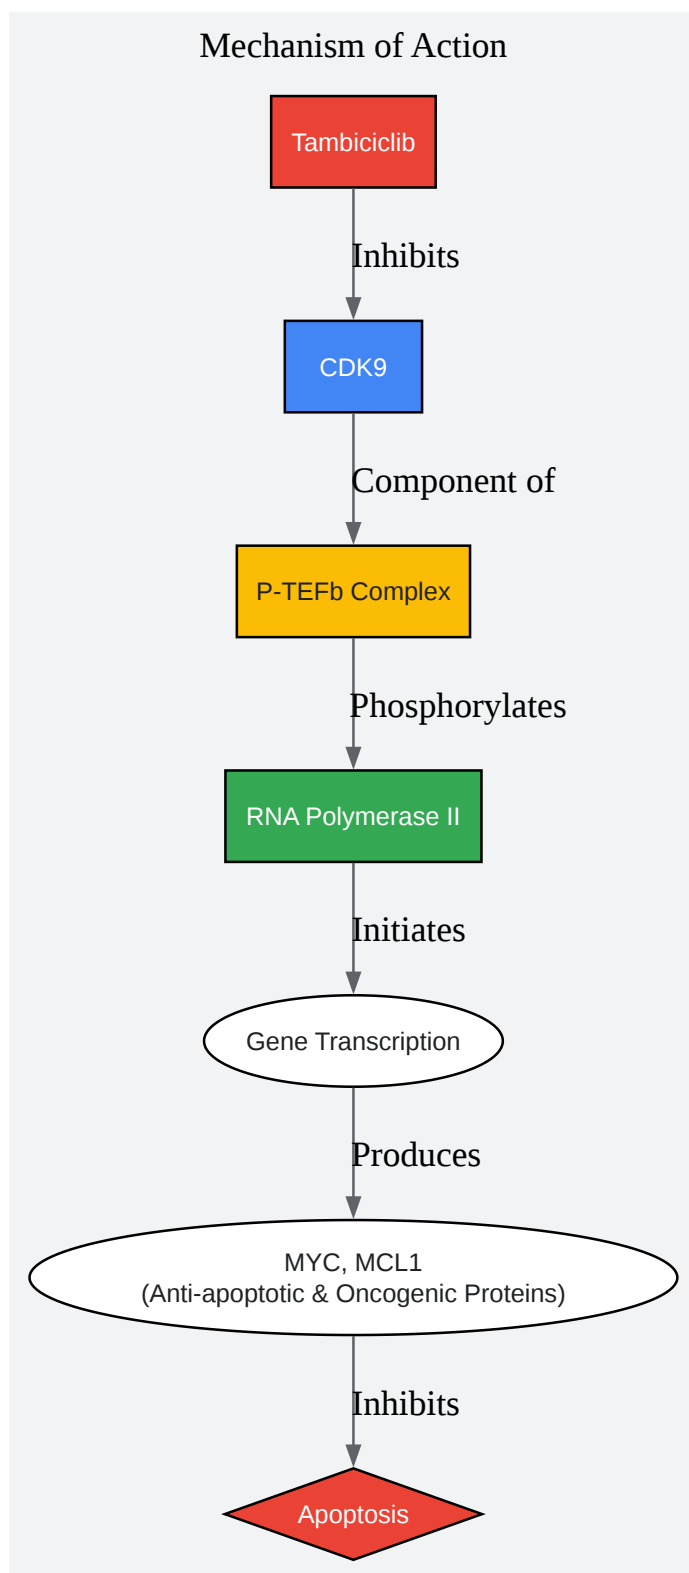 Mechanism of Action
Tambiciclib
Inhibits
CDK9
Component of
P-TEFb Complex
Phosphorylates
RNA Polymerase II
Initiates
Gene Transcription
Produces
MYC, MCL1
(Anti-apoptotic & Oncogenic Proteins)
Inhibits
Apoptosis